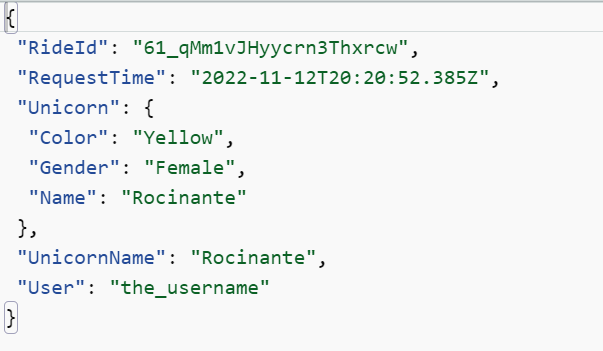 {
"RideId": "61_qMm1vJHyycrn3Thxrcw",
"RequestTime": "2022-11-12T20:20:52.385Z",
"Unicorn": {
"Color": "Yellow",
"Gender": "Female",
"Name": "Rocinante"
},
"UnicornName": "Rocinante",
"User": "the_username"
}